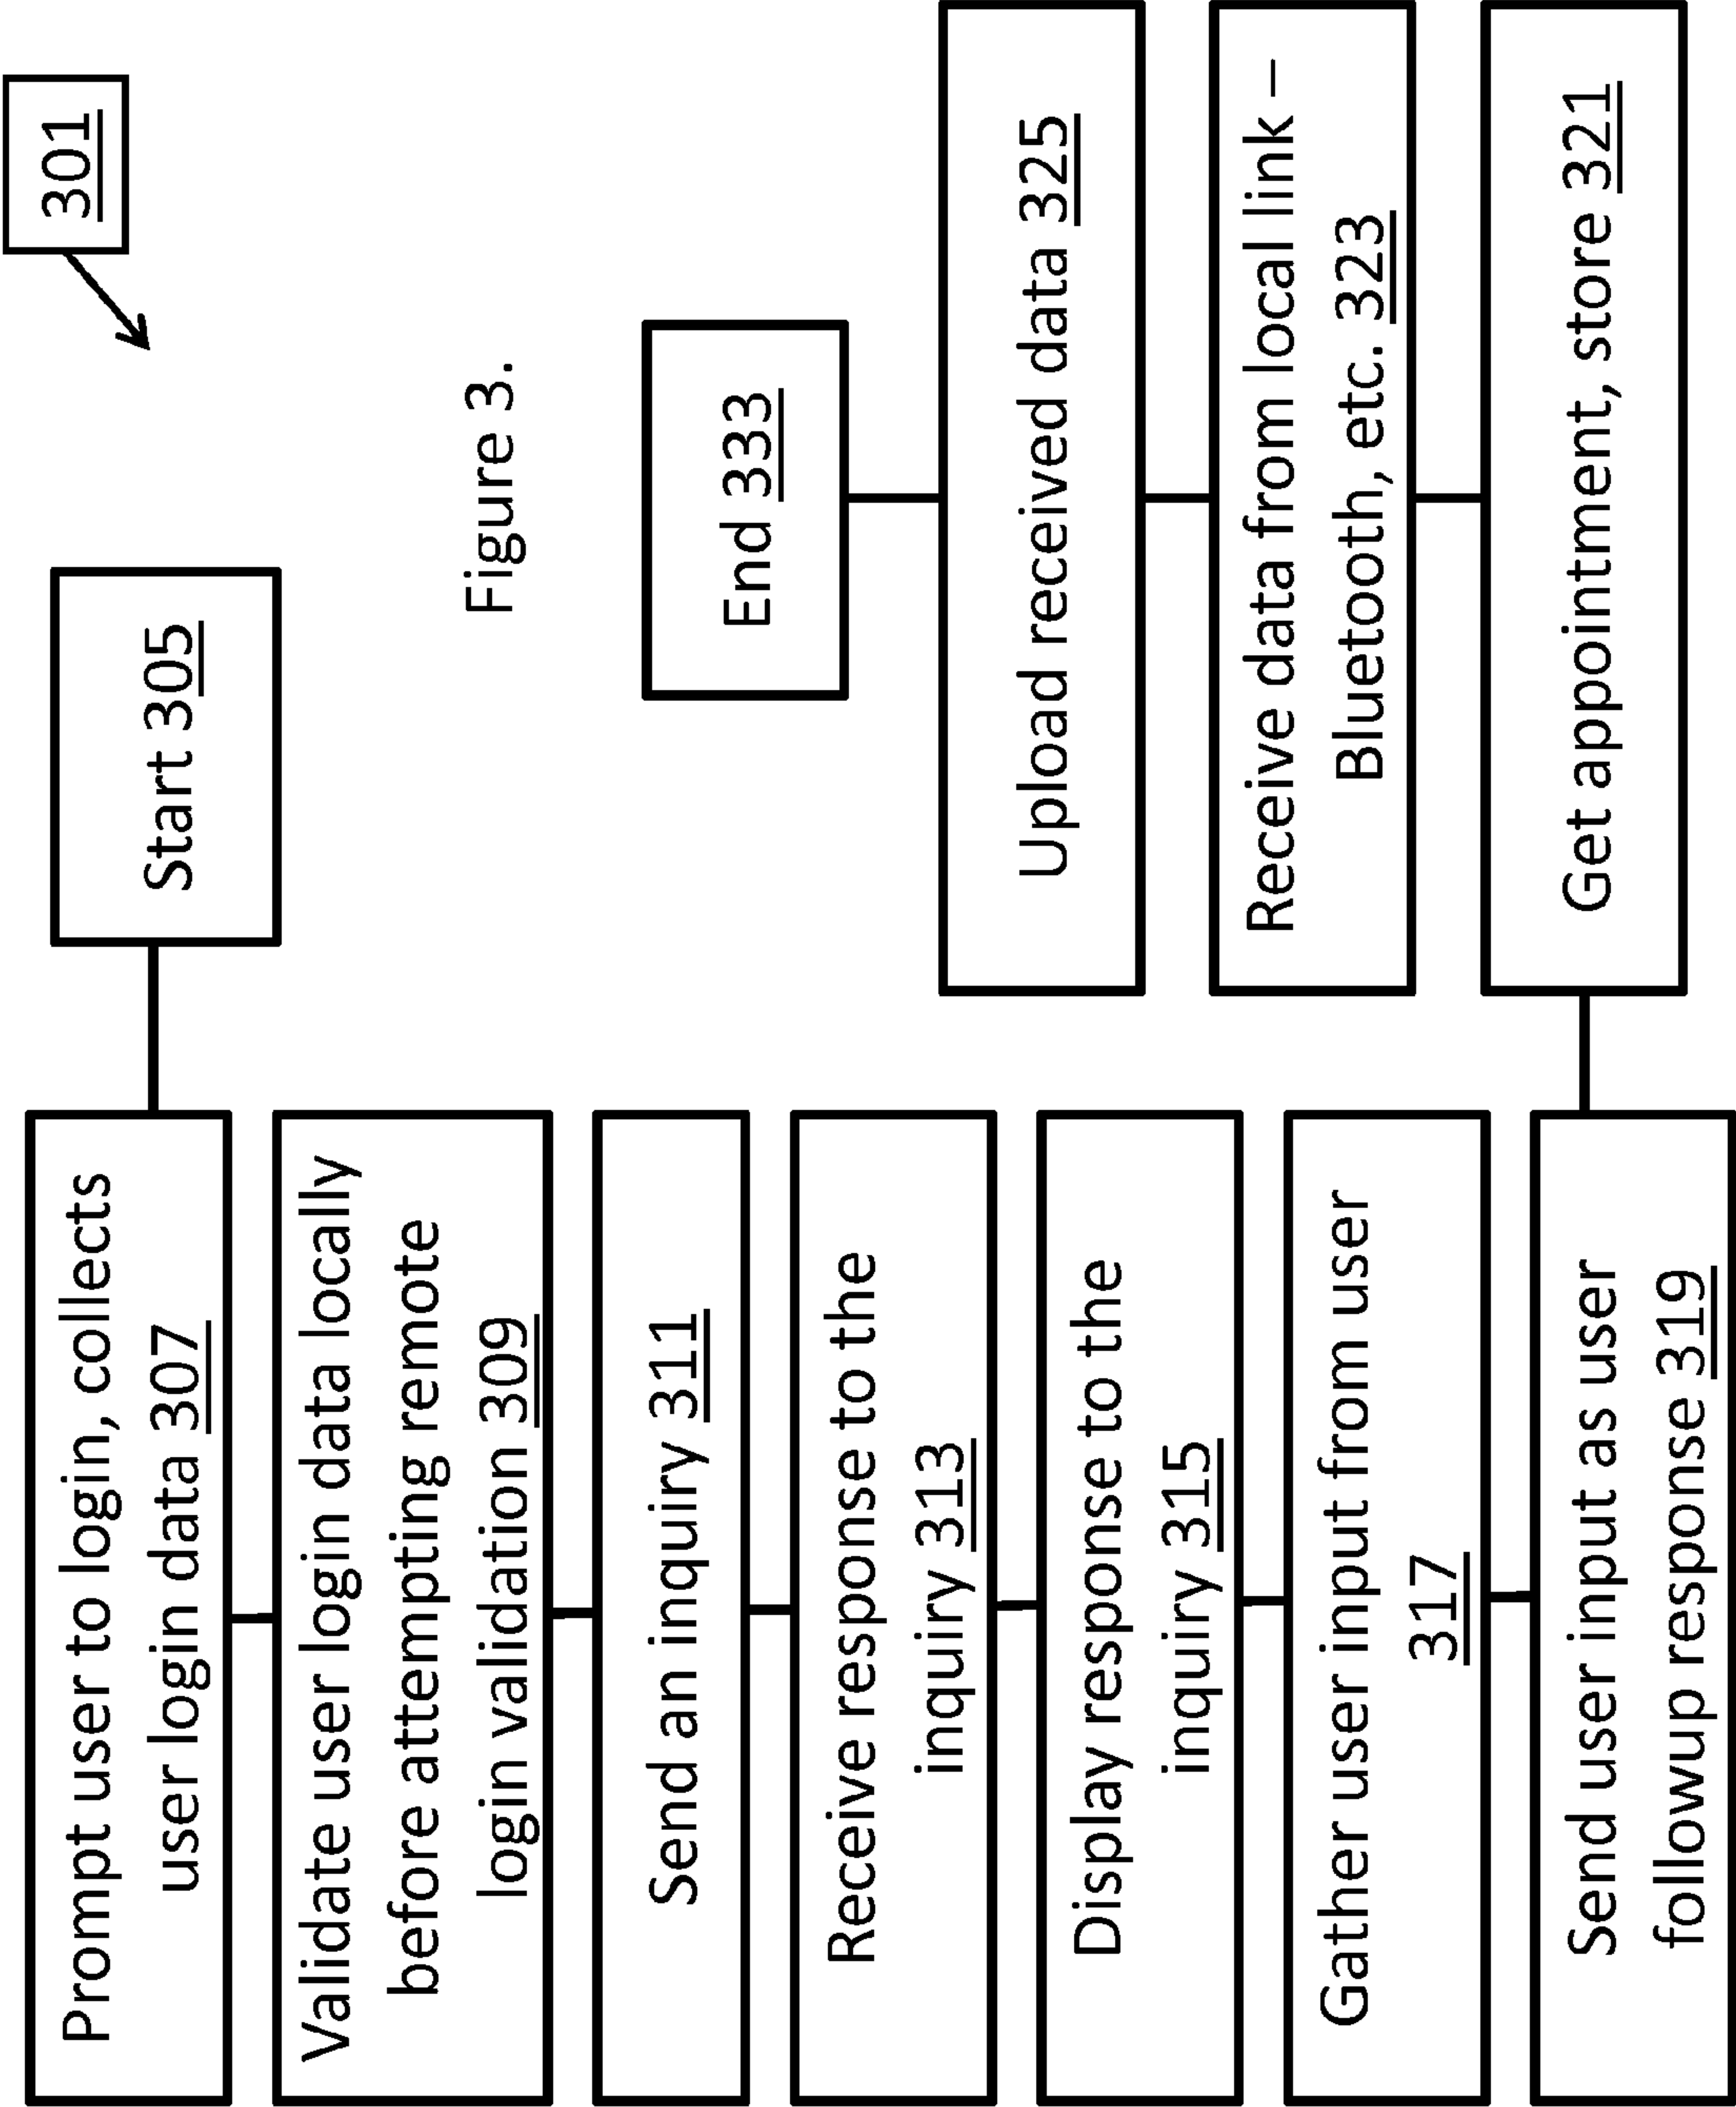 301
Start 305
Prompt user to login, collects
user login data 307
Validate user login data locally
before attempting remote
login validation 309
Send an inquiry 311
Receive response to the
inquiry 313
Display response to the
inquiry 315
Gather user input from user
317
Send user input as user
followup response 319
Get appointment, store 321
Receive data from local link –
Bluetooth, etc. 323
Upload received data 325
End 333
Figure 3.